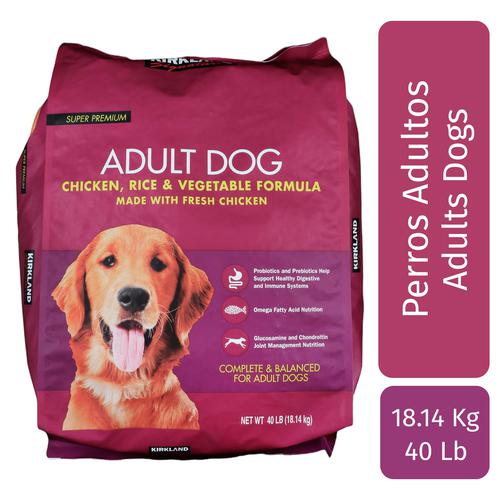 KIRKLAND
SUPER PREMIUM
ADULT DOG
CHICKEN, RICE & VEGETABLE FORMULA
MADE WITH FRESH CHICKEN
Probiotics and Prebiotics Help
Support Healthy Digestive
and Immune Systems
Omega Fatty Acid Nutrition
Glucosamine and Chondroitin
Joint Management Nutrition
COMPLETE & BALANCED
FOR ADULT DOGS
NET WT 40 LB (18.14 kg)
KIRKLAND
KIRKLAND
KIRKLAND
Perros Adultos
Adults Dogs
18.14 Kg
40 Lb